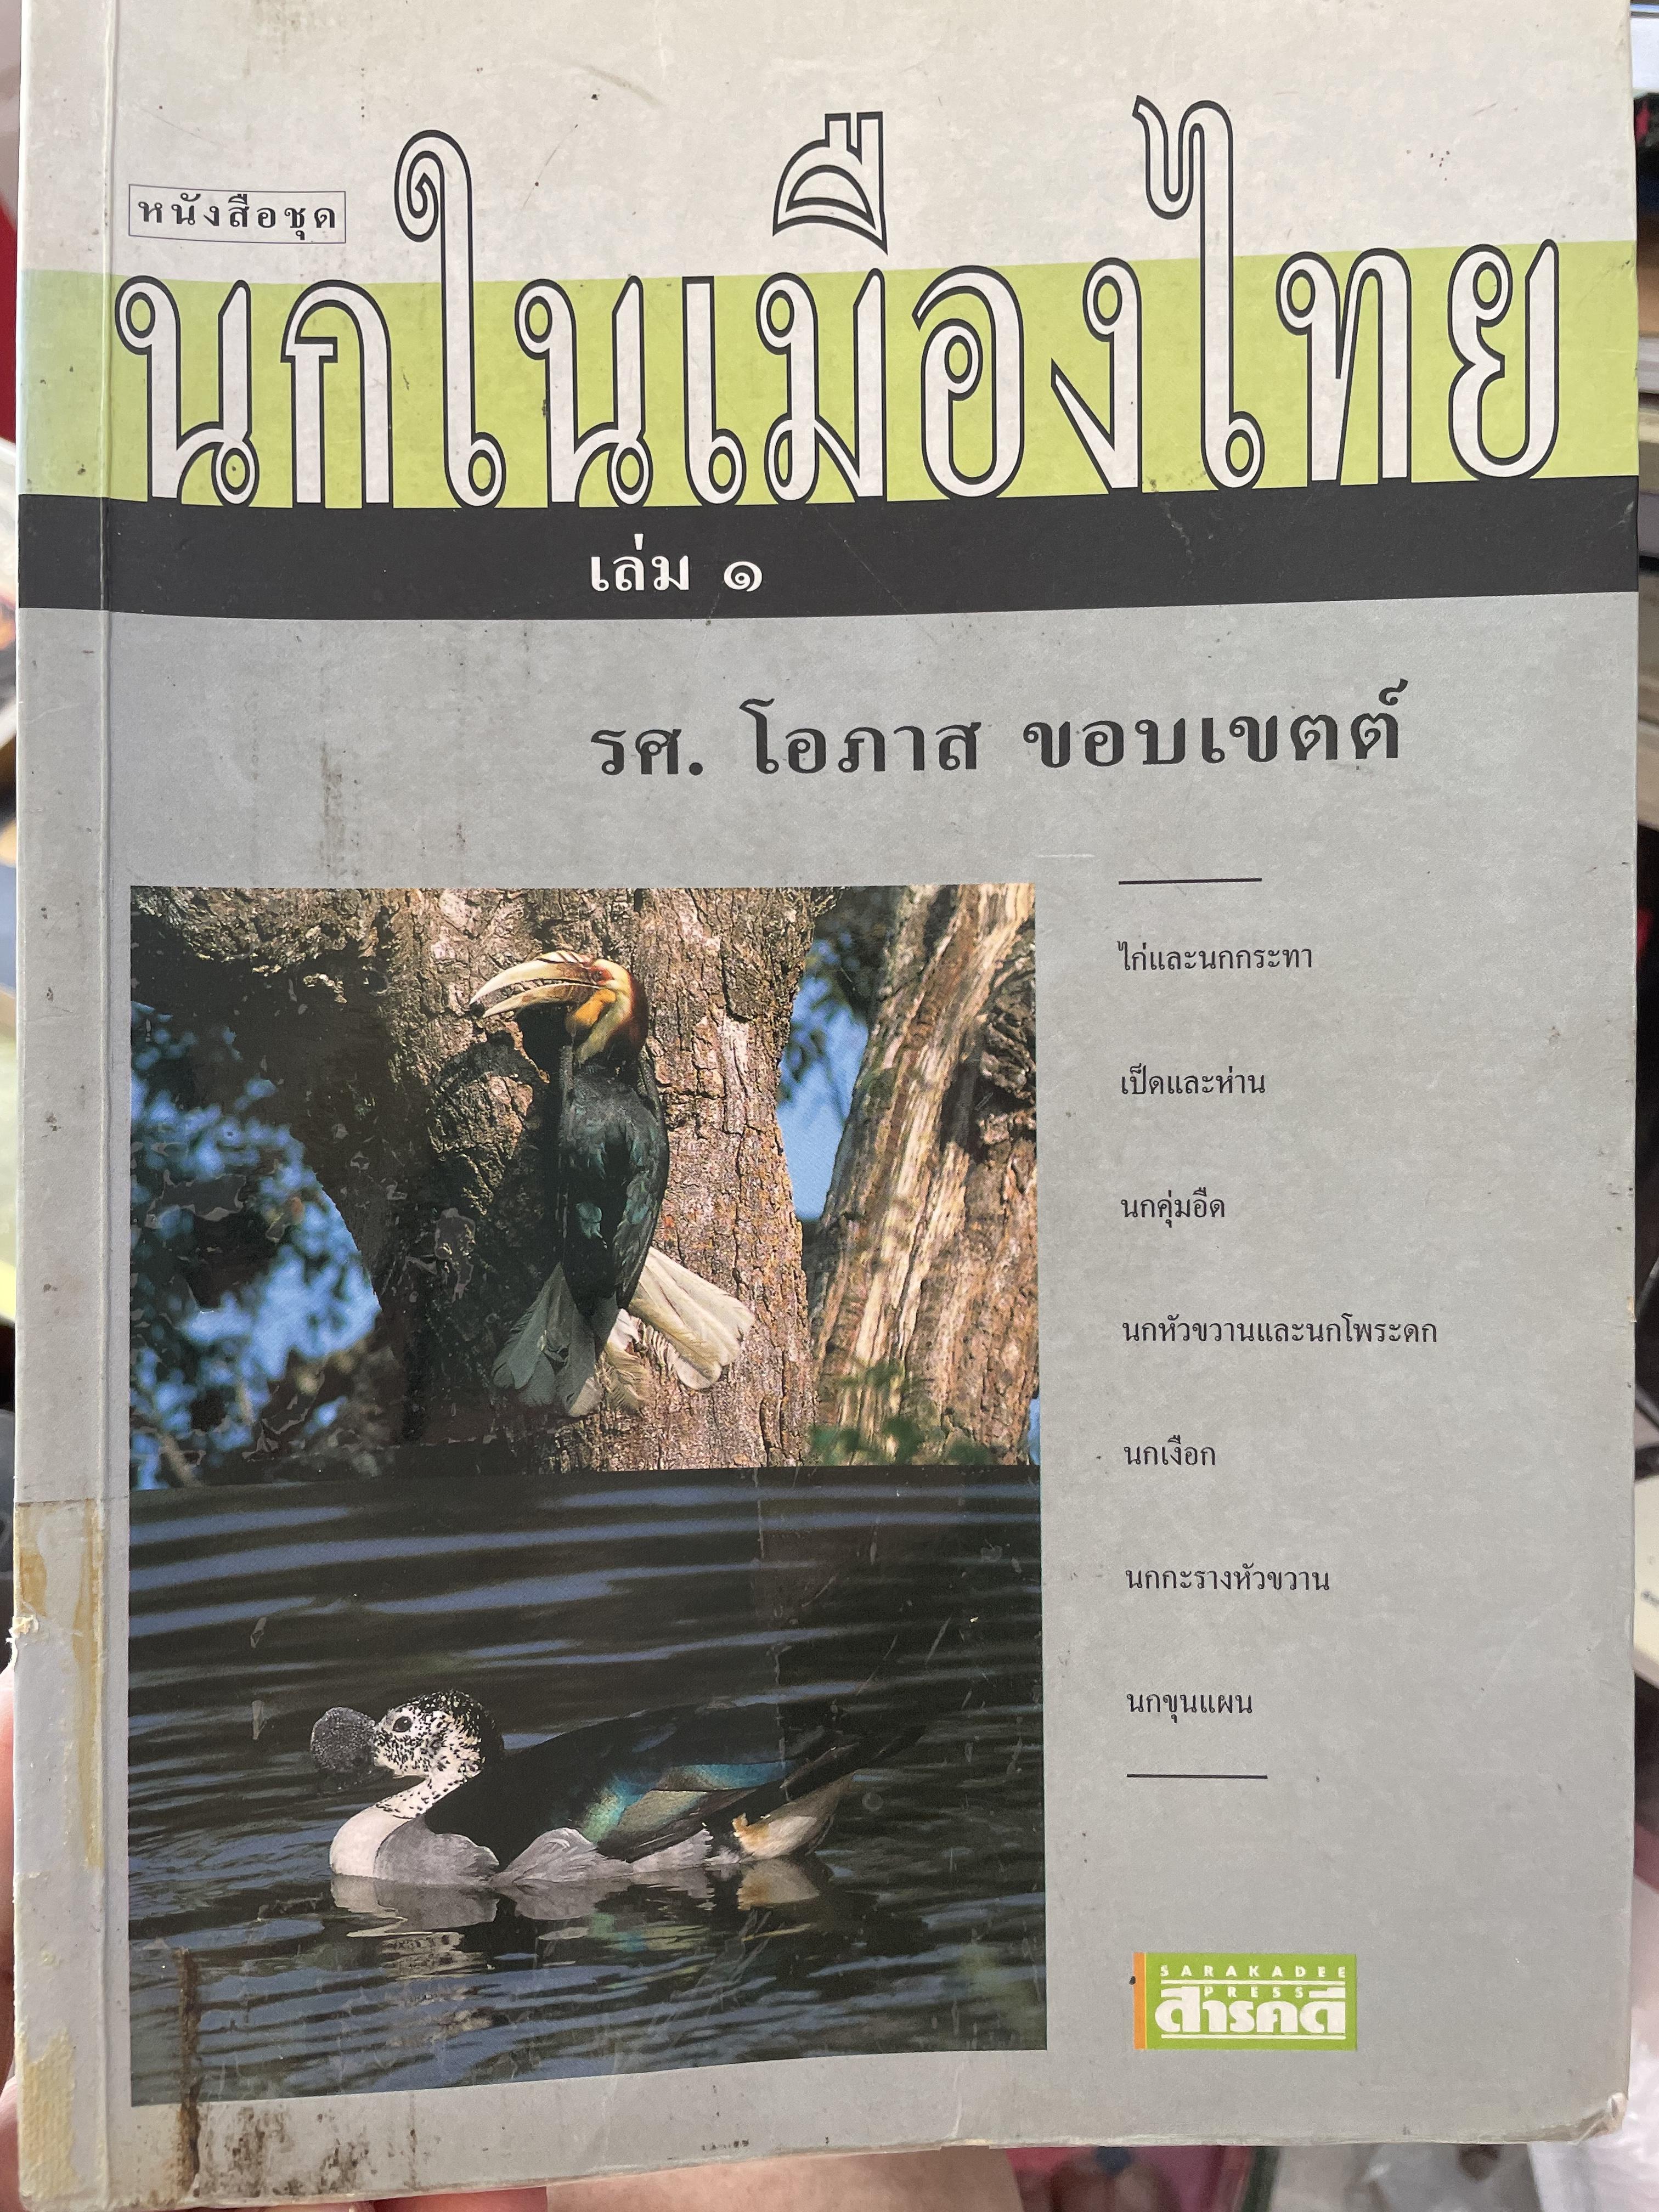 หนังสือชุด
นกในเมืองไทย
เล่ม ๑
รศ. โอภาส ขอบเขตต์
ไก่และนกกระทา
เป็ดและห่าน
นกคุ่มอืด
นกหัวขวานและนกโพระดก
นกเงือก
นกกะรางหัวขวาน
นกขุนแผน
SARAKADEE
PRESS
สารคดี